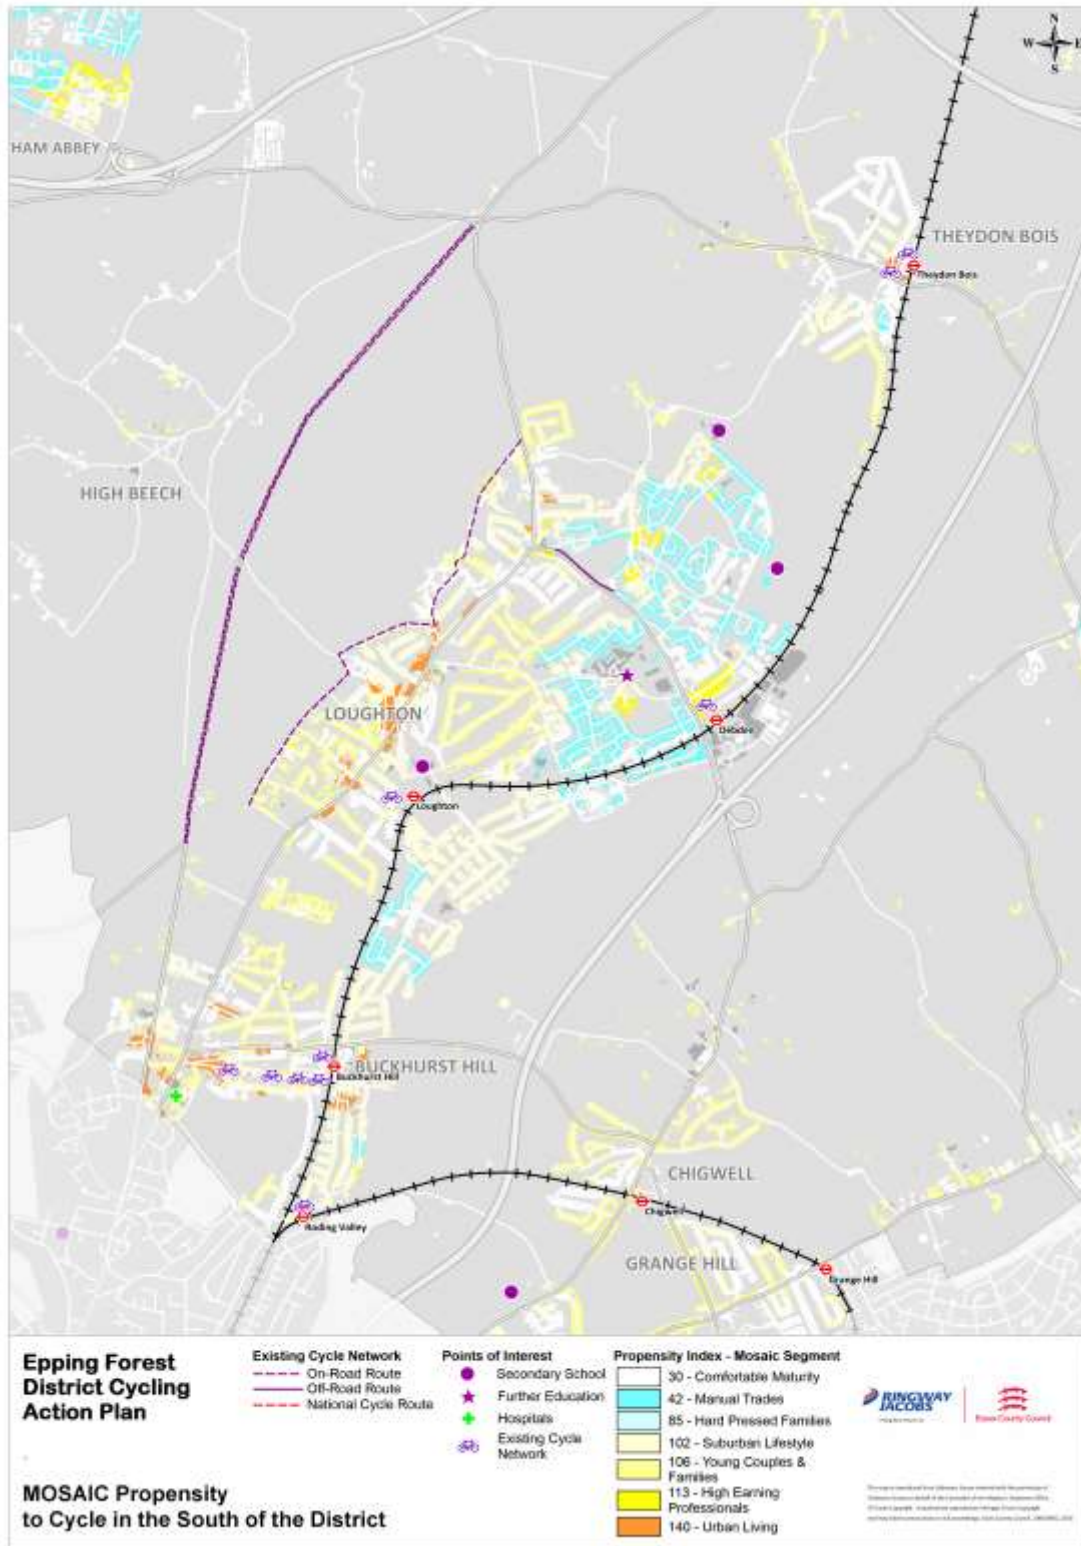 N
W E
S
HAM ABBEY
THEYDON BOIS
Theydon Bois
HIGH BEECH
LOUGHTON
Debden
Loughton
BUCKHURST HILL
Buckhurst Hill
CHIGWELL
Chigwell
Roding Valley
GRANGE HILL
Grange Hill
Epping Forest
District Cycling
Action Plan
MOSAIC Propensity
to Cycle in the South of the District
Existing Cycle Network
On-Road Route
Off-Road Route
National Cycle Route
Points of Interest
Secondary School
Further Education
Hospitals
Existing Cycle
Network
Propensity Index - Mosaic Segment
30 - Comfortable Maturity
42 - Manual Trades
85 - Hard Pressed Families
102 - Suburban Lifestyle
106 - Young Couples &
Families
113 - High Earning
Professionals
140 - Urban Living
RINGWAY
JACOBS
Essex County Council